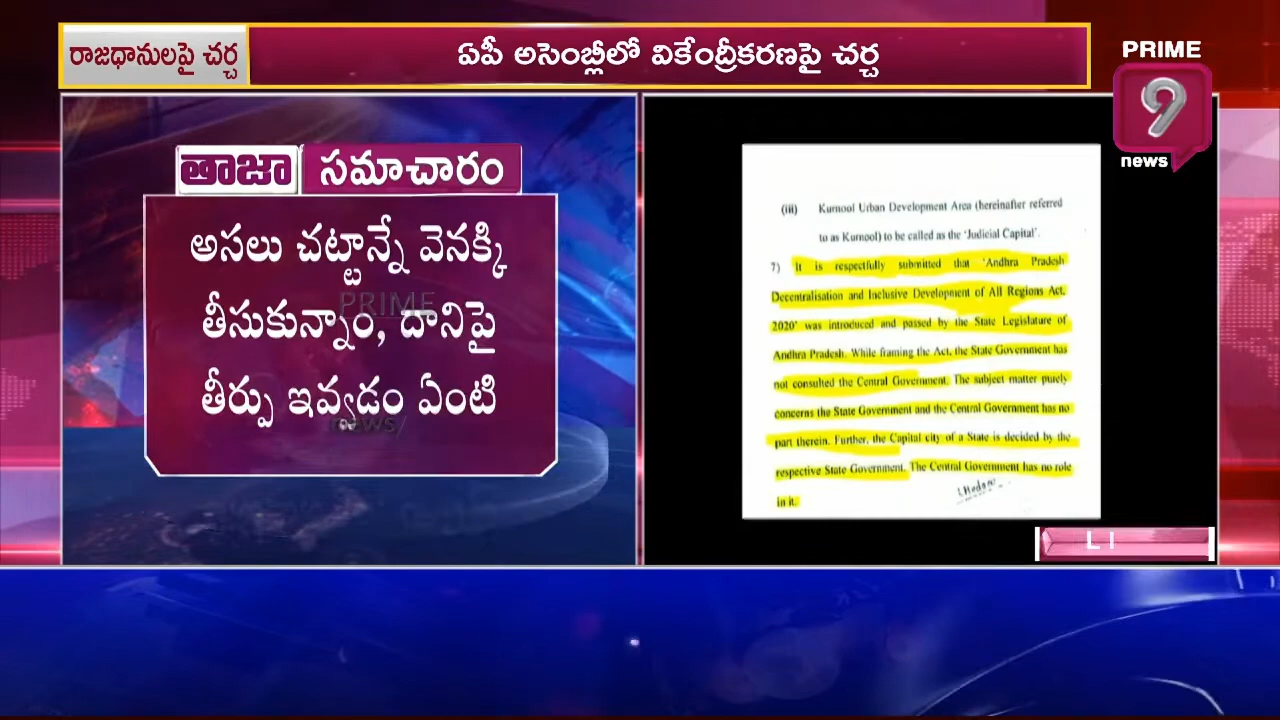 రాజధానులపై చర్చ
ఏపీ అసెంబ్లీలో వికేంద్రీకరణపై చర్చ
PRIME
9
news
తాజా సమాచారం
అసలు చట్టాన్నే వెనక్కి
తీసుకున్నాం, దానిపై
తీర్పు ఇవ్వడం ఏంటి
PRIME
news
(iii) Kurnool Urban Development Area (hereinafter referred
to as Kurnool) to be called as the 'Judicial Capital'.
7) It is respectfully submitted that 'Andhra Pradesh
Decentralisation and Inclusive Development of All Regions Act,
2020' was introduced and passed by the State Legislature of
Andhra Pradesh. While framing the Act, the State Government has
not consulted the Central Government. The subject matter purely
concerns the State Government and the Central Government has no
part therein. Further, the Capital city of a State is decided by the
respective State Government. The Central Government has no role
in it.
LI